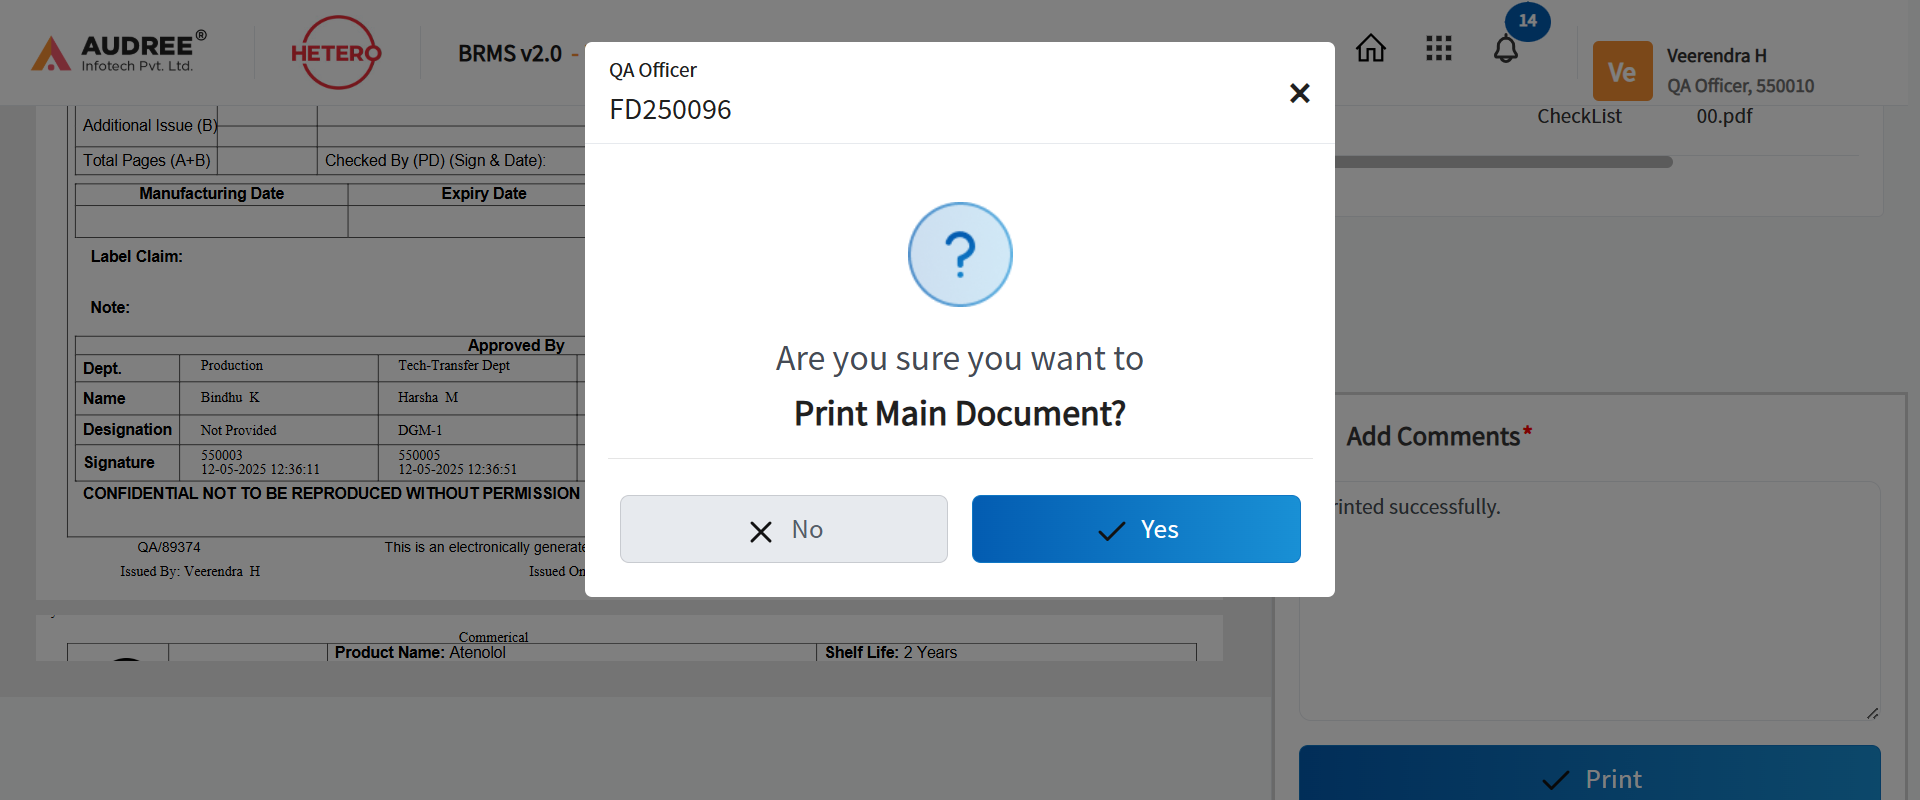 AUDREE®
Infotech Pvt. Ltd.
HETERO
BRMS v2.0 -
14
Ve
Veerendra H
QA Officer, 550010
CheckList 00.pdf
QA Officer
FD250096
Are you sure you want to
Print Main Document?
No
Yes
Additional Issue (B)
Total Pages (A+B) Checked By (PD) (Sign & Date):
Manufacturing Date Expiry Date
Label Claim:
Note:
Approved By
Dept. Production Tech-Transfer Dept
Name Bindhu K Harsha M
Designation Not Provided DGM-1
Signature 550003 550005
12-05-2025 12:36:11 12-05-2025 12:36:51
CONFIDENTIAL NOT TO BE REPRODUCED WITHOUT PERMISSION
QA/89374 This is an electronically generate
Issued By: Veerendra H Issued On
Commerical
Product Name: Atenolol Shelf Life: 2 Years
Add Comments*
inted successfully.
Print